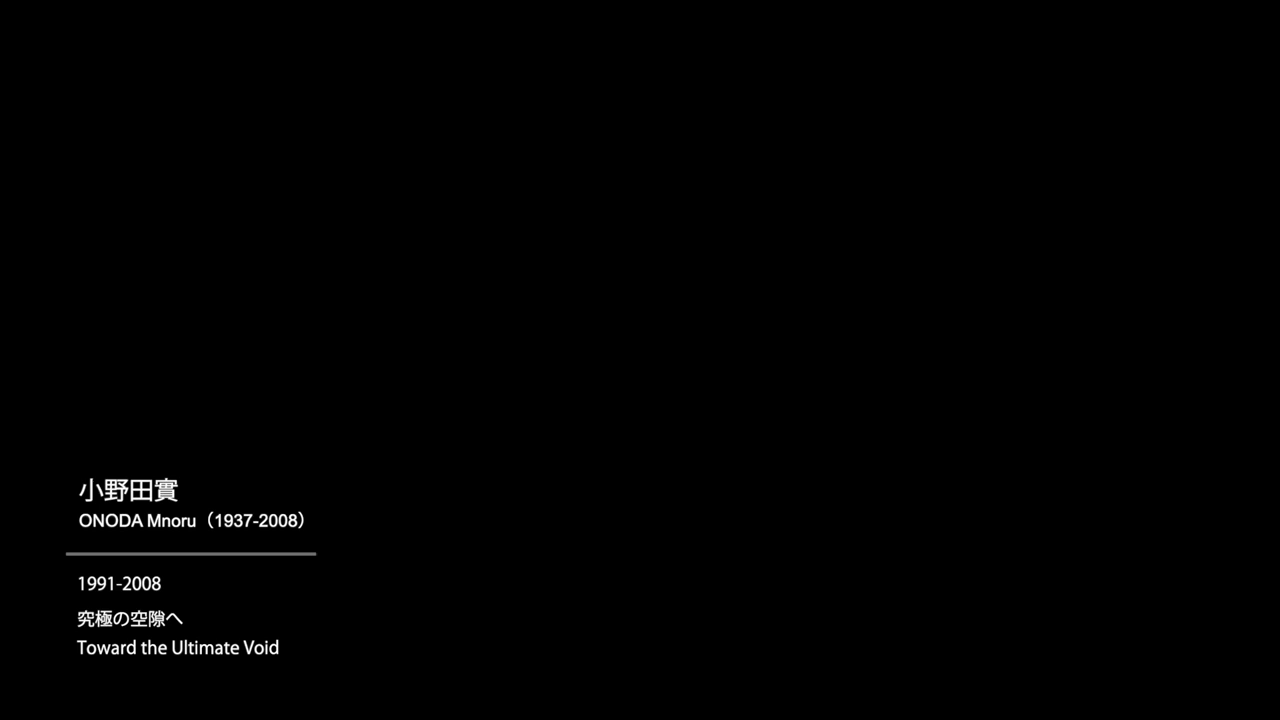 小野田實
ONODA Mnoru（1937-2008）
1991-2008
究極の空隙へ
Toward the Ultimate Void